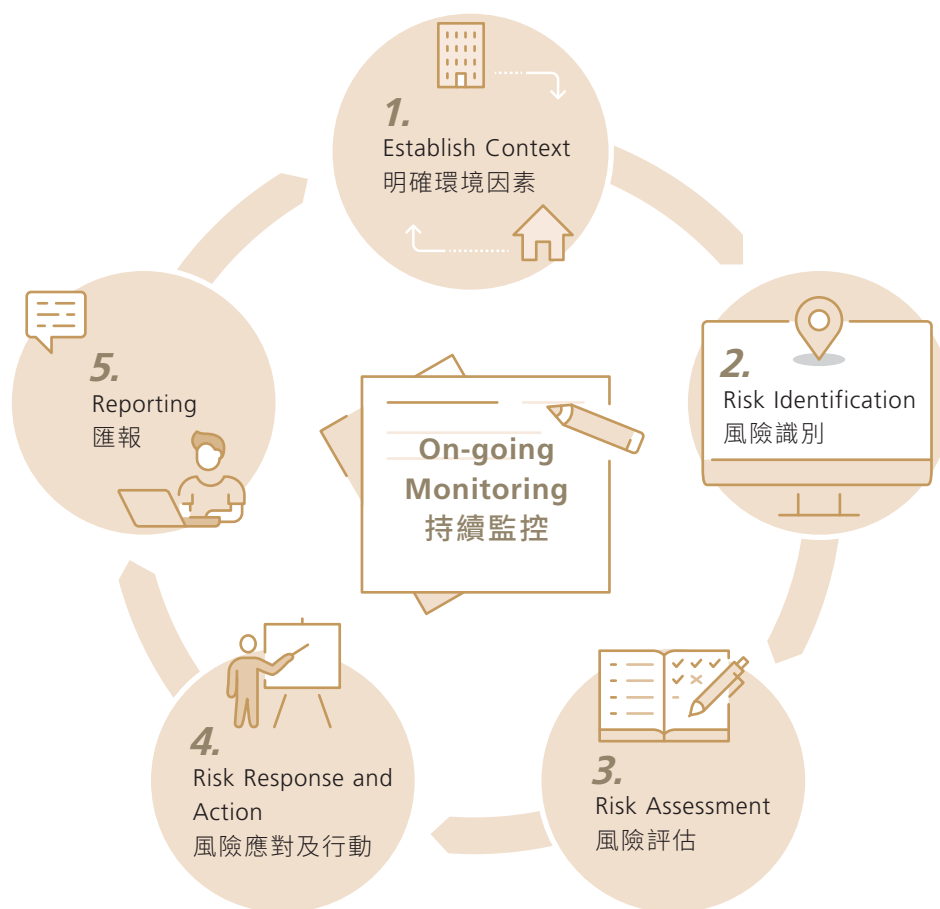 1.
Establish Context
明確環境因素
2.
Risk Identification
風險識別
3.
Risk Assessment
風險評估
4.
Risk Response and
Action
風險應對及行動
5.
Reporting
匯報
On-going
Monitoring
持續監控